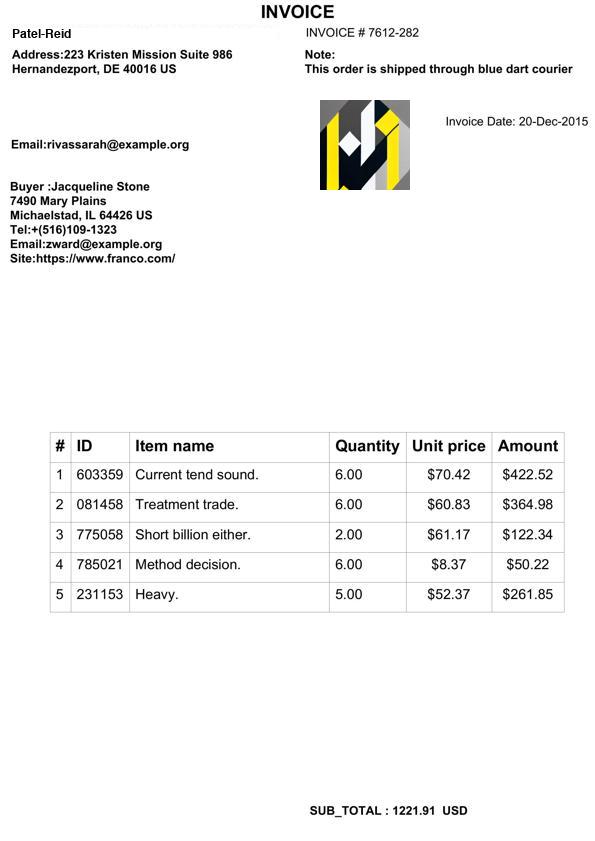 INVOICE
Patel-Reid
INVOICE # 7612-282
Address:223 Kristen Mission Suite 986
Hernandezport, DE 40016 US
Note:
This order is shipped through blue dart courier
Invoice Date: 20-Dec-2015
Email:rivassarah@example.org
Buyer :Jacqueline Stone
7490 Mary Plains
Michaelstad, IL 64426 US
Tel:+(516)109-1323
Email:zward@example.org
Site:https://www.franco.com/
# ID Item name Quantity Unit price Amount
1 603359 Current tend sound. 6.00 $70.42 $422.52
2 081458 Treatment trade. 6.00 $60.83 $364.98
3 775058 Short billion either. 2.00 $61.17 $122.34
4 785021 Method decision. 6.00 $8.37 $50.22
5 231153 Heavy. 5.00 $52.37 $261.85
SUB_TOTAL : 1221.91 USD